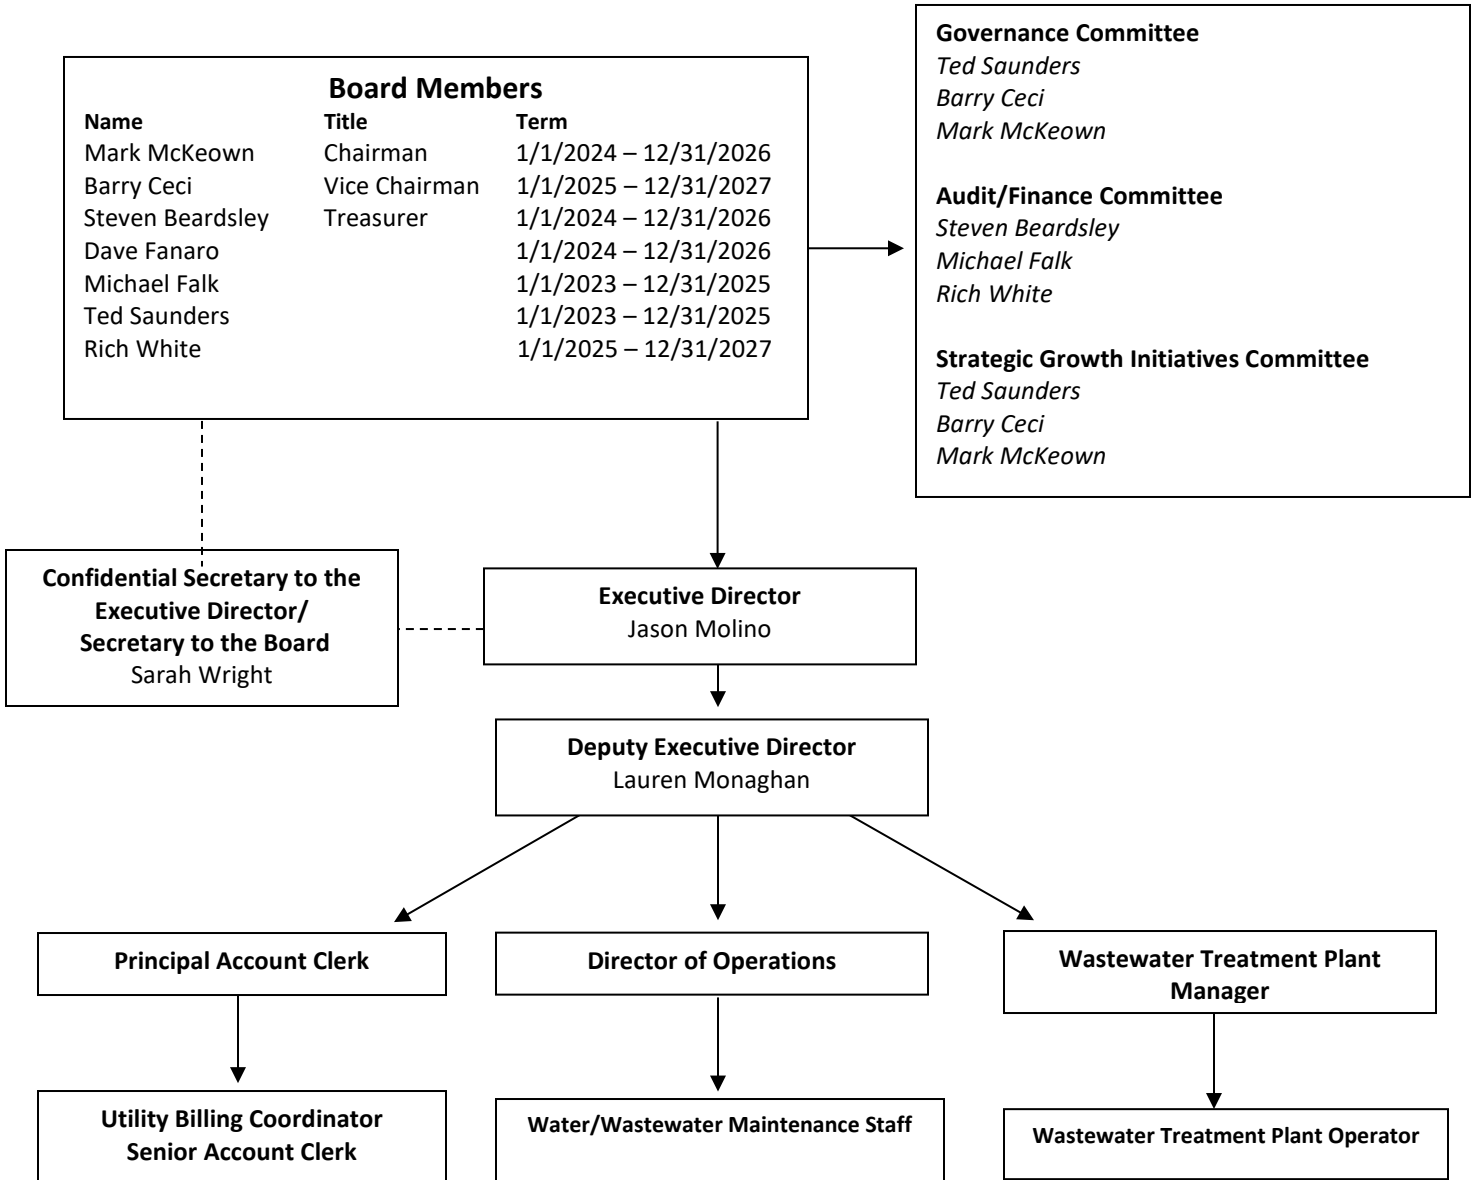 Board Members
Name Title Term
Mark McKeown Chairman 1/1/2024 – 12/31/2026
Barry Ceci Vice Chairman 1/1/2025 – 12/31/2027
Steven Beardsley Treasurer 1/1/2024 – 12/31/2026
Dave Fanaro 1/1/2024 – 12/31/2026
Michael Falk 1/1/2023 – 12/31/2025
Ted Saunders 1/1/2023 – 12/31/2025
Rich White 1/1/2025 – 12/31/2027
Governance Committee
Ted Saunders
Barry Ceci
Mark McKeown
Audit/Finance Committee
Steven Beardsley
Michael Falk
Rich White
Strategic Growth Initiatives Committee
Ted Saunders
Barry Ceci
Mark McKeown
Confidential Secretary to the
Executive Director/
Secretary to the Board
Sarah Wright
Executive Director
Jason Molino
Deputy Executive Director
Lauren Monaghan
Principal Account Clerk
Director of Operations
Wastewater Treatment Plant
Manager
Utility Billing Coordinator
Senior Account Clerk
Water/Wastewater Maintenance Staff
Wastewater Treatment Plant Operator